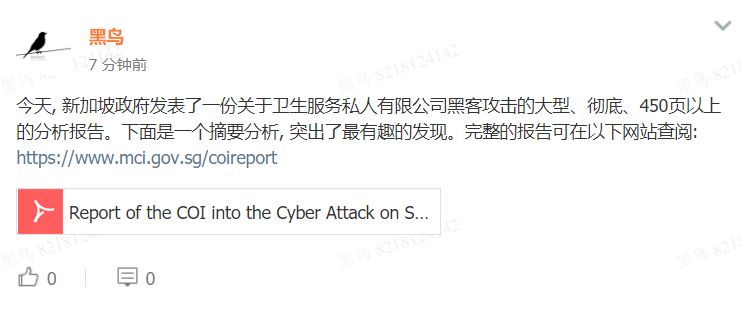 黑鸟
7 分钟前
黑鸟 8218124142
黑鸟 8218124142
黑鸟
今天, 新加坡政府发表了一份关于卫生服务私人有限公司黑客攻击的大型、彻底、450页以上
的分析报告。下面是一个摘要分析, 突出了最有趣的发现。完整的报告可在以下网站查阅:
https://www.mci.gov.sg/coireport
Report of the COI into the Cyber Attack on S...
黑鸟 8218124142
黑鸟 8218124142
黑鸟
0
0